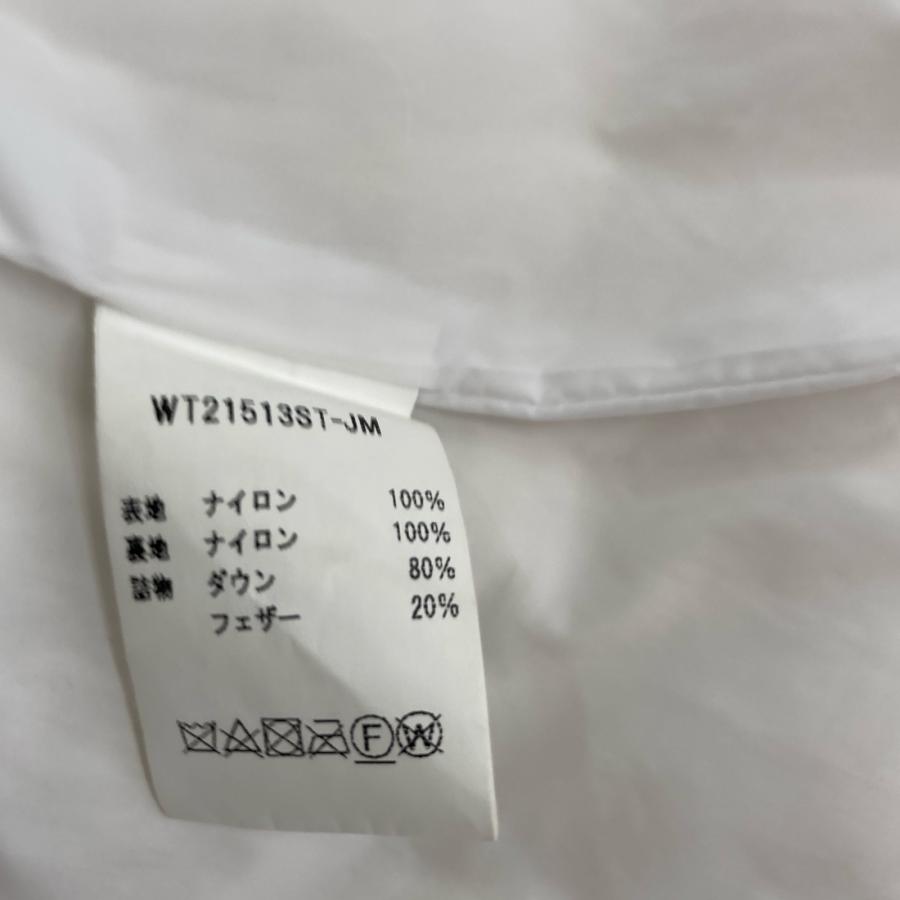 WT21513ST-JM
表地 ナイロン 100%
裏地 ナイロン 100%
詰物 ダウン 80%
フェザー 20%
F W